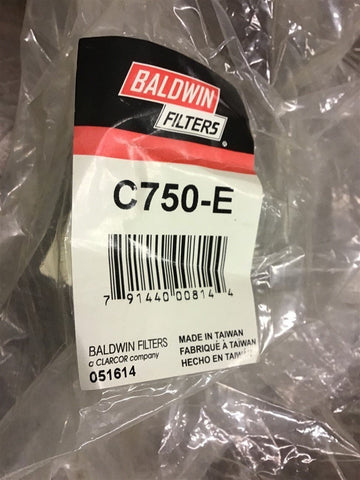 BALDWIN
FILTERS®
C750-E
7 91440 00814 4
BALDWIN FILTERS
a CLARCOR company
051614
MADE IN TAIWAN
FABRIQUÉ À TAIWAN
HECHO EN TAIWAN